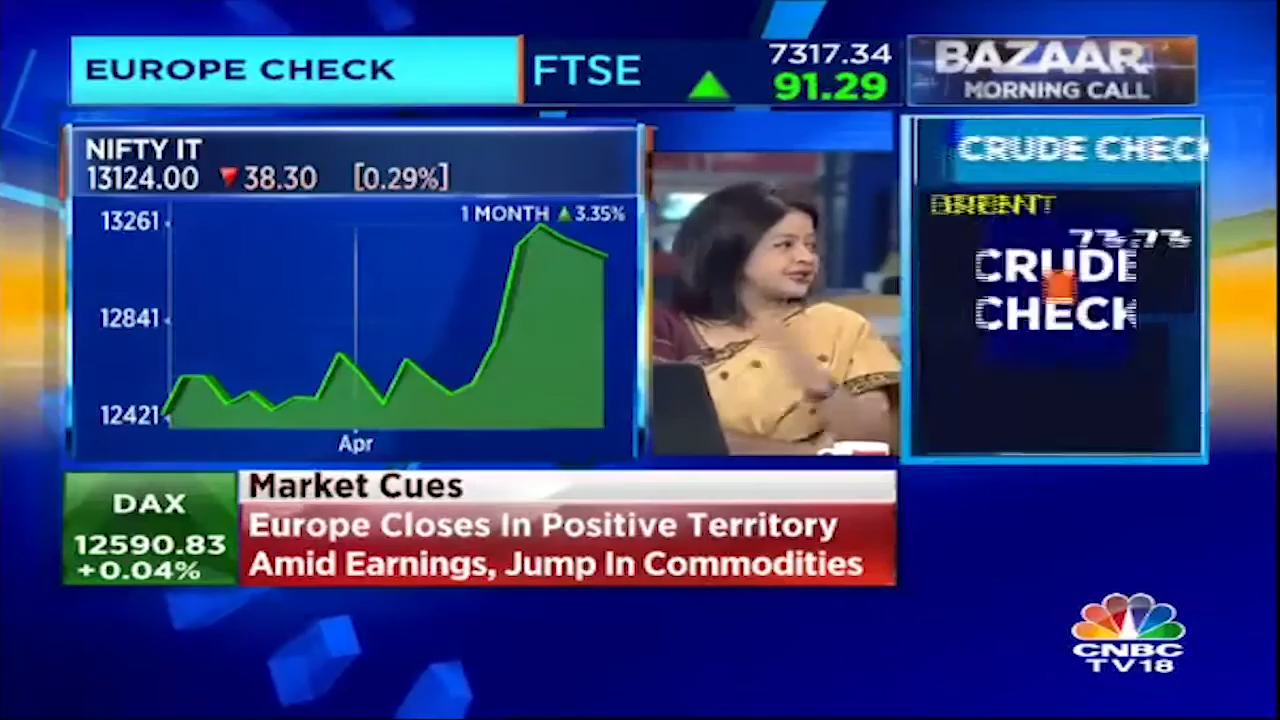 EUROPE CHECK
FTSE
7317.34
▲ 91.29
BAZAAR
MORNING CALL
NIFTY IT
13124.00 ▼38.30 [0.29%]
1 MONTH ▲3.35%
13261
12841
12421
Apr
CRUDE CHEC
CRUDE
CHECK
DAX
12590.83
+0.04%
Market Cues
Europe Closes In Positive Territory
Amid Earnings, Jump In Commodities
CNBC
TV18